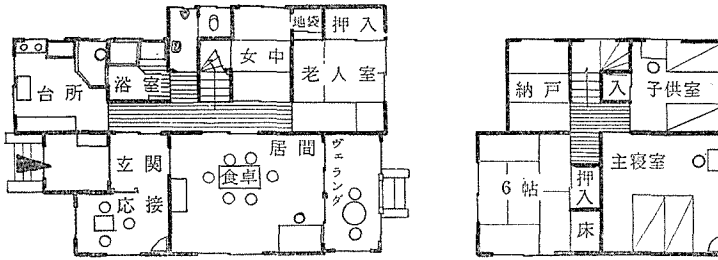 地袋
押入
女中
老人室
台所
浴室
玄関
応接
居間
食卓
ヴェランダ
納戸
入
子供室
6帖
押入
床
主寝室